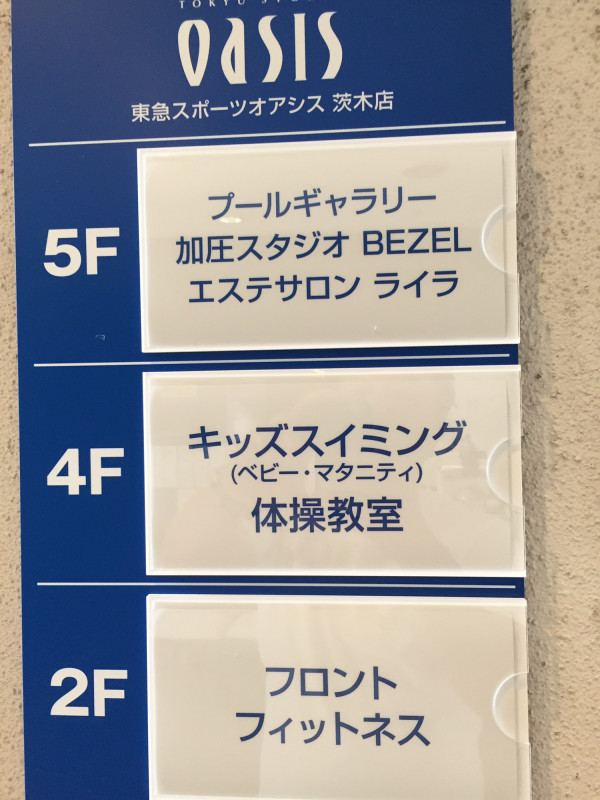 OASIS
東急スポーツオアシス 茨木店
5F
プールギャラリー
加圧スタジオ BEZEL
エステサロン ライラ
4F
キッズスイミング
(ベビー・マタニティ)
体操教室
2F
フロント
フィットネス